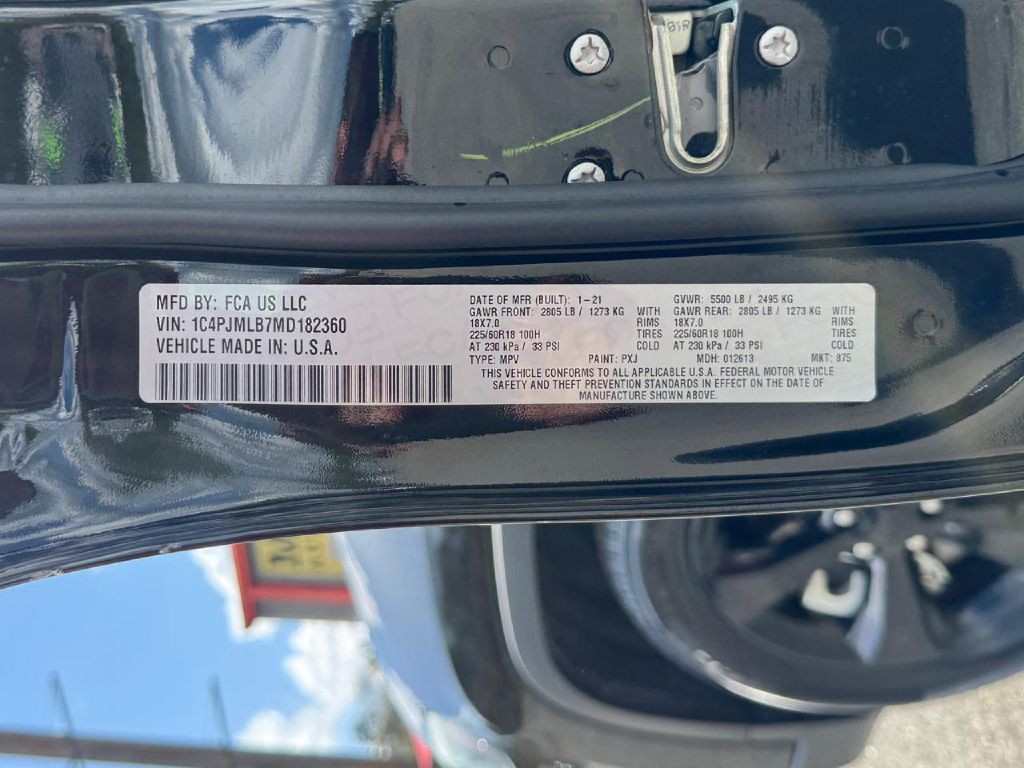 MFD BY: FCA US LLC
VIN: 1C4PJMLB7MD182360
VEHICLE MADE IN: U.S.A.
DATE OF MFR (BUILT): 1-21 GVWR: 5500 LB / 2495 KG
GAWR FRONT: 2805 LB / 1273 KG WITH GAWR REAR: 2805 LB / 1273 KG WITH
18X7.0 RIMS 18X7.0 RIMS
225/60R18 100H TIRES 225/60R18 100H TIRES
AT 230 kPa / 33 PSI COLD AT 230 kPa / 33 PSI COLD
TYPE: MPV PAINT: PXJ MDH: 012613 MKT: 875
THIS VEHICLE CONFORMS TO ALL APPLICABLE U.S.A. FEDERAL MOTOR VEHICLE
SAFETY AND THEFT PREVENTION STANDARDS IN EFFECT ON THE DATE OF
MANUFACTURE SHOWN ABOVE.